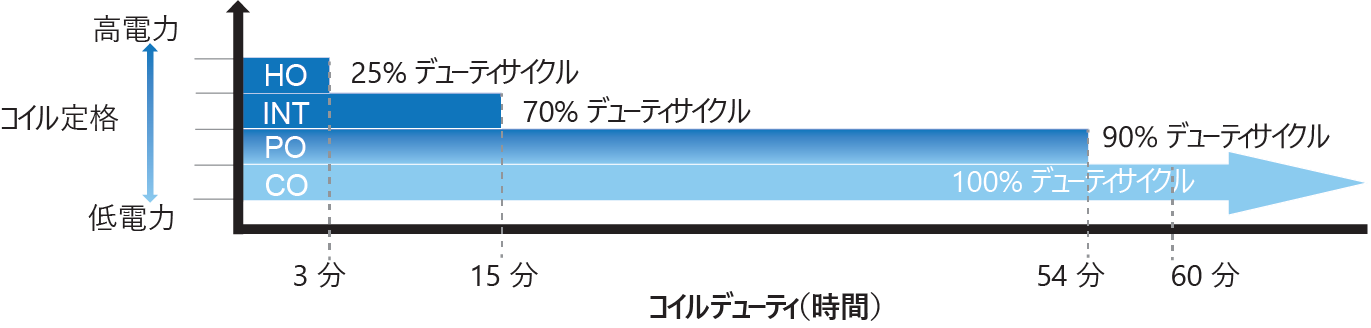 高電力
HO 25% デューティサイクル
INT 70% デューティサイクル
コイル定格
PO 90% デューティサイクル
CO 100% デューティサイクル
低電力
3 分 15 分 54 分 60 分
コイルデューティ(時間)